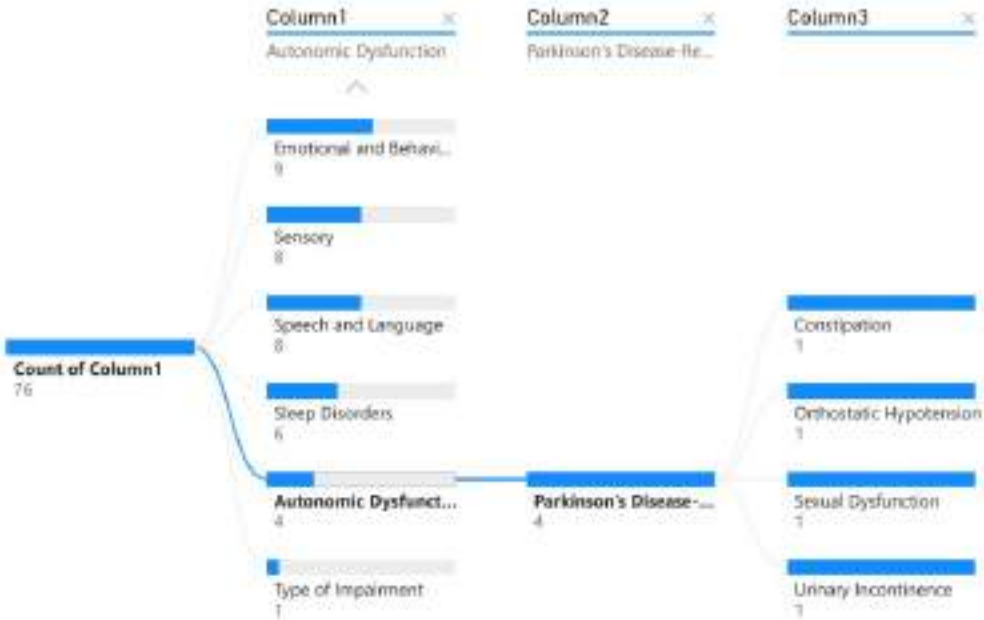 Column1 ×
Autonomic Dysfunction
Column2 ×
Parkinson's Disease-Re...
Column3 ×
Emotional and Behavi...
9
Sensory
8
Speech and Language
8
Sleep Disorders
6
Autonomic Dysfunct...
4
Type of Impairment
1
Count of Column1
76
Parkinson's Disease-...
4
Constipation
1
Orthostatic Hypotension
1
Sexual Dysfunction
1
Urinary Incontinence
1